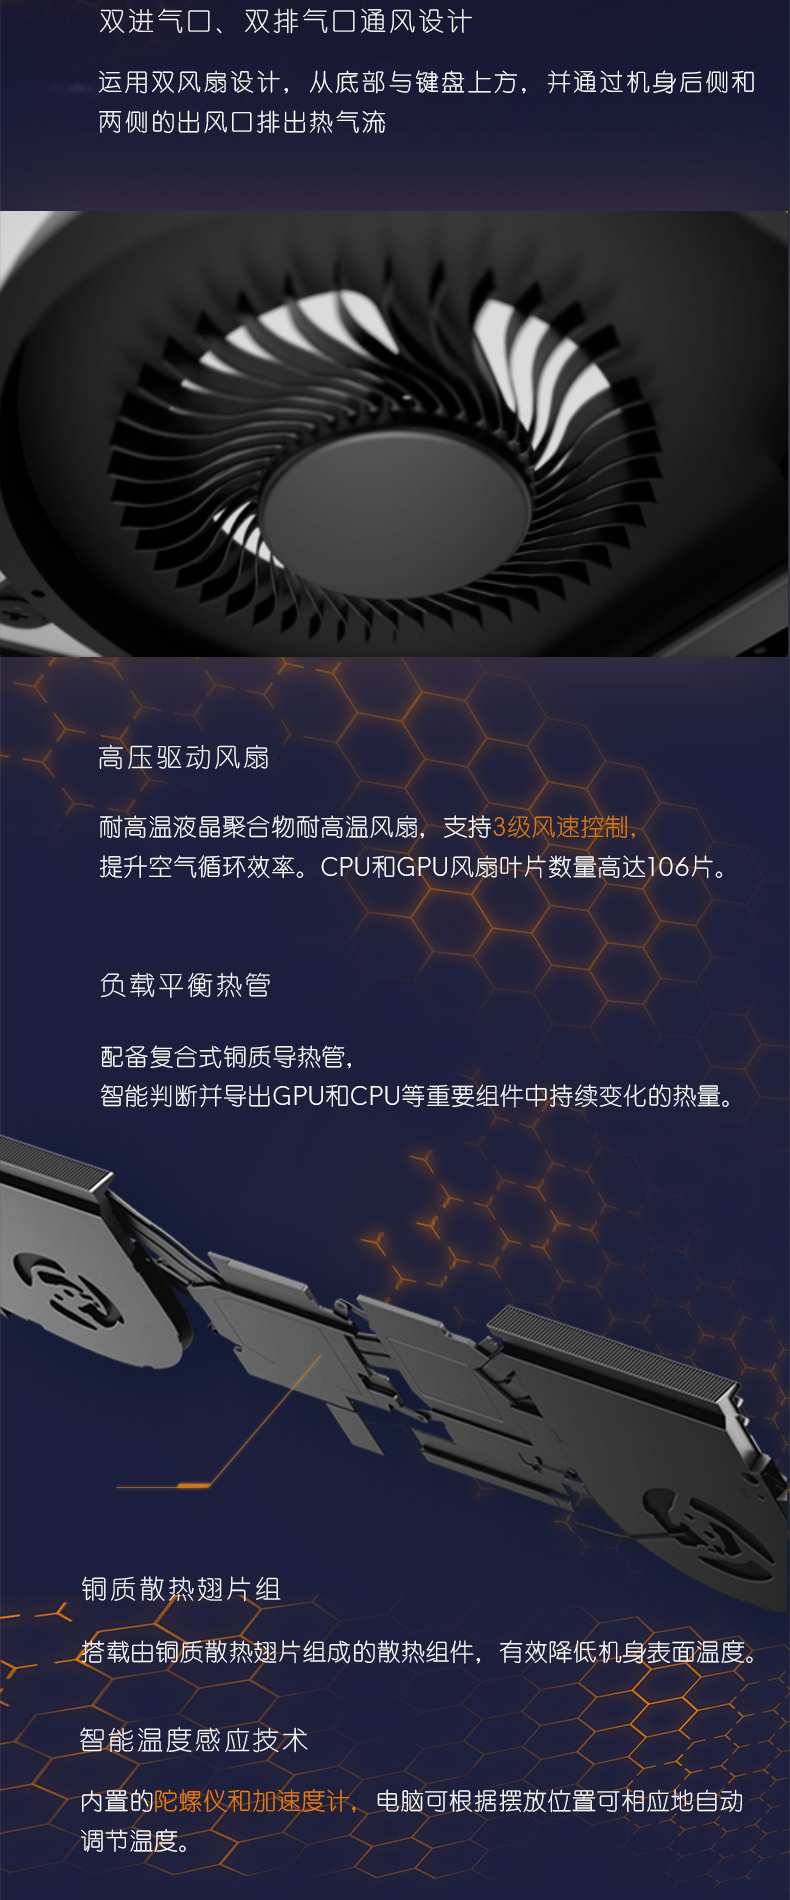 双进气口、双排气口通风设计
运用双风扇设计，从底部与键盘上方，并通过机身后侧和
两侧的出风口排出热气流
高压驱动风扇
耐高温液晶聚合物耐高温风扇，支持3级风速控制，
提升空气循环效率。CPU和GPU风扇叶片数量高达106片。
负载平衡热管
配备复合式铜质导热管，
智能判断并导出GPU和CPU等重要组件中持续变化的热量。
铜质散热翅片组
搭载由铜质散热翅片组成的散热组件，有效降低机身表面温度。
智能温度感应技术
内置的陀螺仪和加速度计，电脑可根据摆放位置可相应地自动
调节温度。